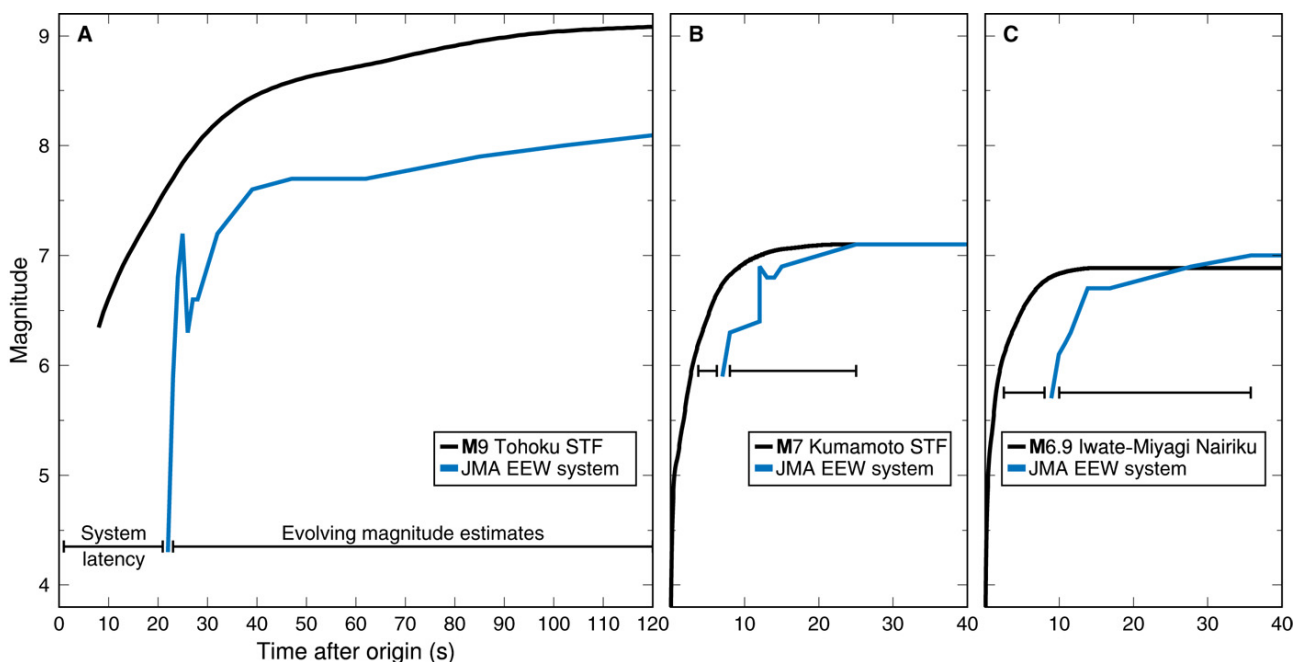 A
B
C
9
8
7
6
5
4
Magnitude
M9 Tohoku STF
JMA EEW system
M7 Kumamoto STF
JMA EEW system
M6.9 Iwate-Miyagi Nairiku
JMA EEW system
System
latency
Evolving magnitude estimates
0 10 20 30 40 50 60 70 80 90 100 110 120
10 20 30 40
10 20 30 40
Time after origin (s)